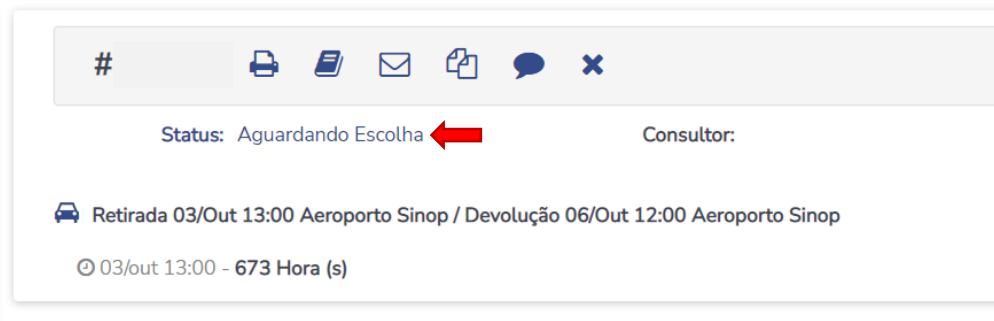 #
Status: Aguardando Escolha
Consultor:
Retirada 03/Out 13:00 Aeroporto Sinop / Devolução 06/Out 12:00 Aeroporto Sinop
03/out 13:00 - 673 Hora (s)